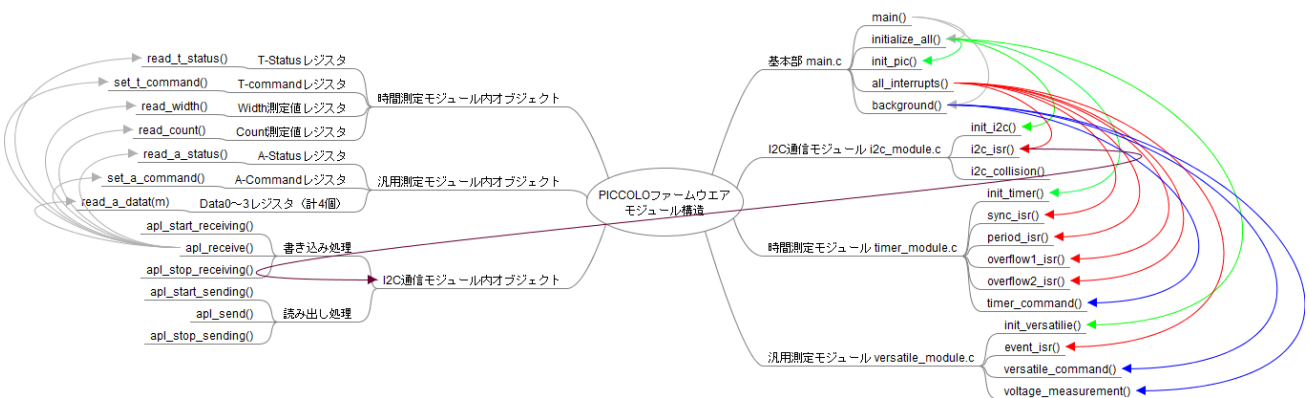 PICCOLOファームウエア
モジュール構造
基本部 main.c
main()
initialize_all()
init_pic()
all_interrupts()
background()
I2C通信モジュール i2c_module.c
init_i2c()
i2c_isr()
i2c_collision()
時間測定モジュール timer_module.c
init_timer()
sync_isr()
period_isr()
overflow1_isr()
overflow2_isr()
timer_command()
汎用測定モジュール versatile_module.c
init_versatilie()
event_isr()
versatile_command()
voltage_measurement()
時間測定モジュール内オブジェクト
T-Statusレジスタ
read_t_status()
T-commandレジスタ
set_t_command()
Width測定値レジスタ
read_width()
Count測定値レジスタ
read_count()
汎用測定モジュール内オブジェクト
A-Statusレジスタ
read_a_status()
A-Commandレジスタ
set_a_command()
Data0～3レジスタ（計4個）
read_a_datat(m)
I2C通信モジュール内オブジェクト
書き込み処理
apl_start_receiving()
apl_receive()
apl_stop_receiving()
読み出し処理
apl_start_sending()
apl_send()
apl_stop_sending()